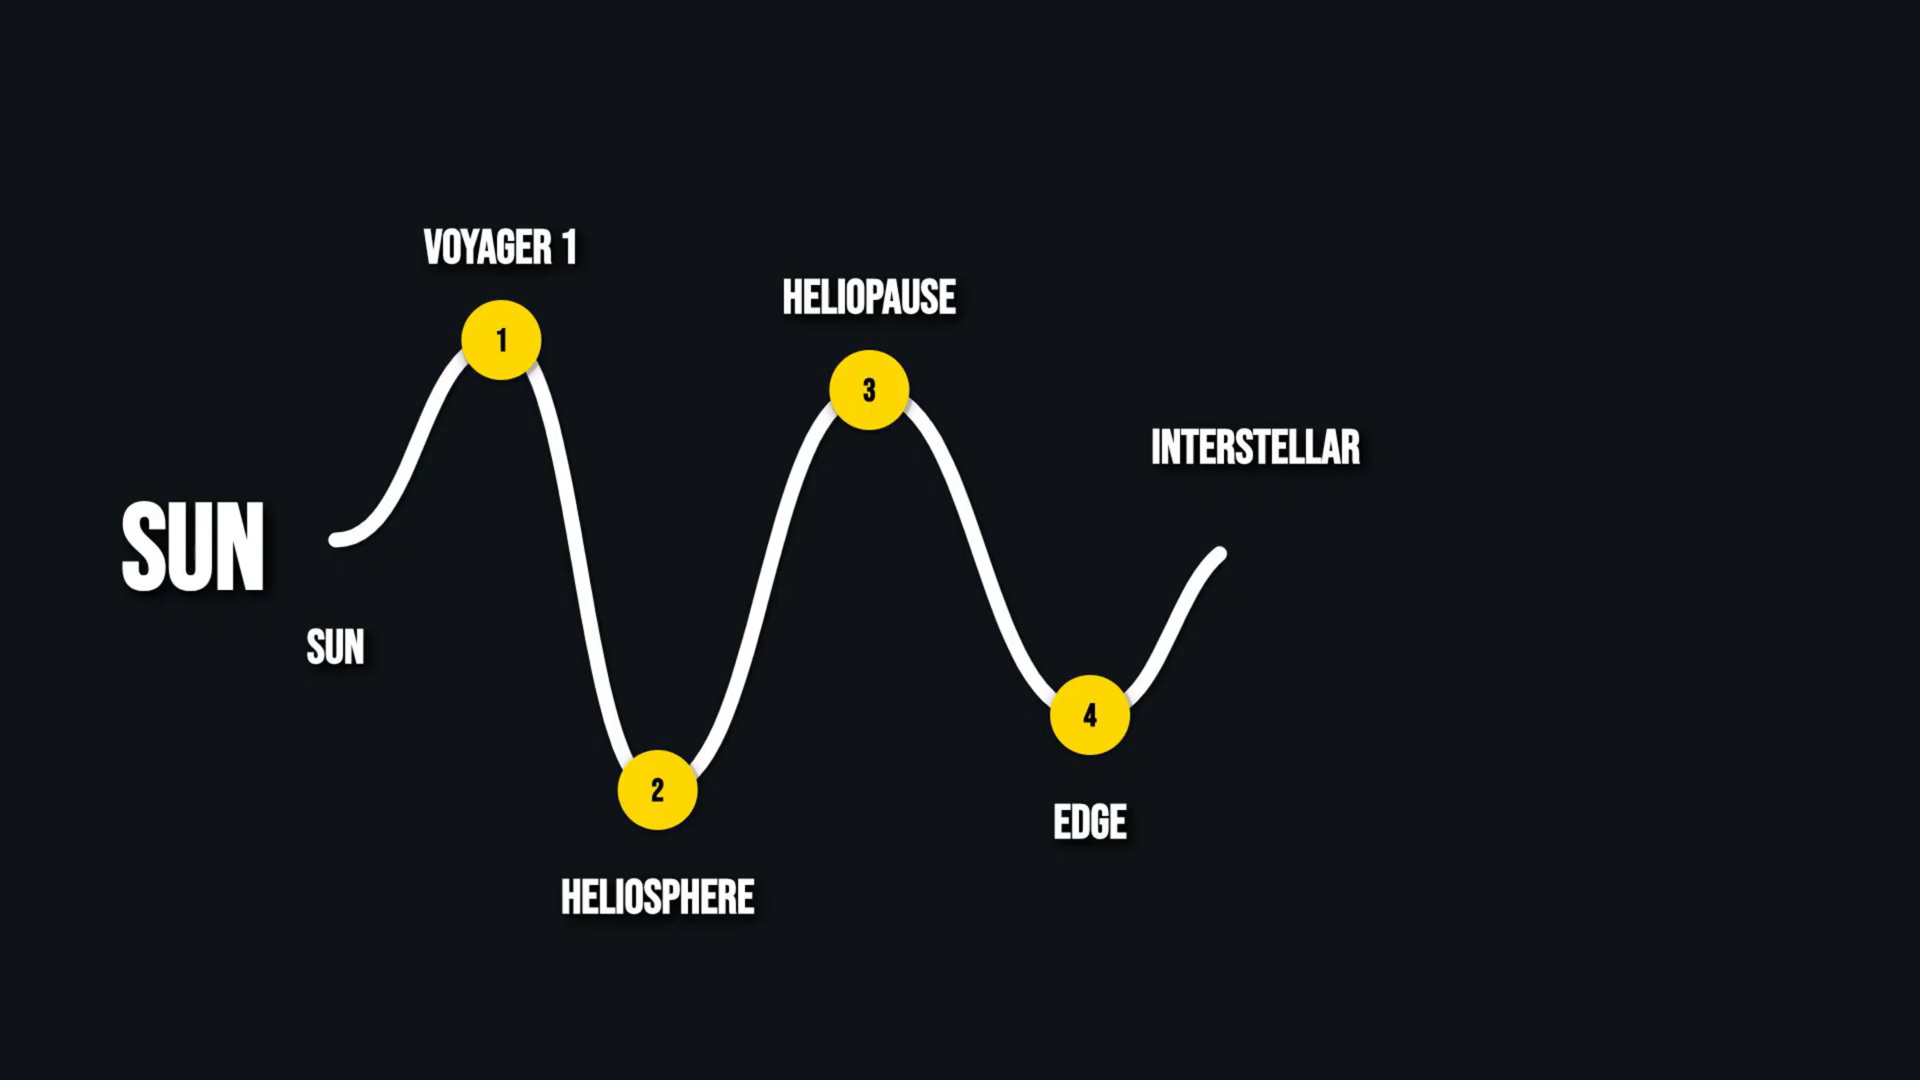 SUN
SUN
VOYAGER 1
1
2
HELIOSPHERE
HELIOPAUSE
3
4
EDGE
INTERSTELLAR